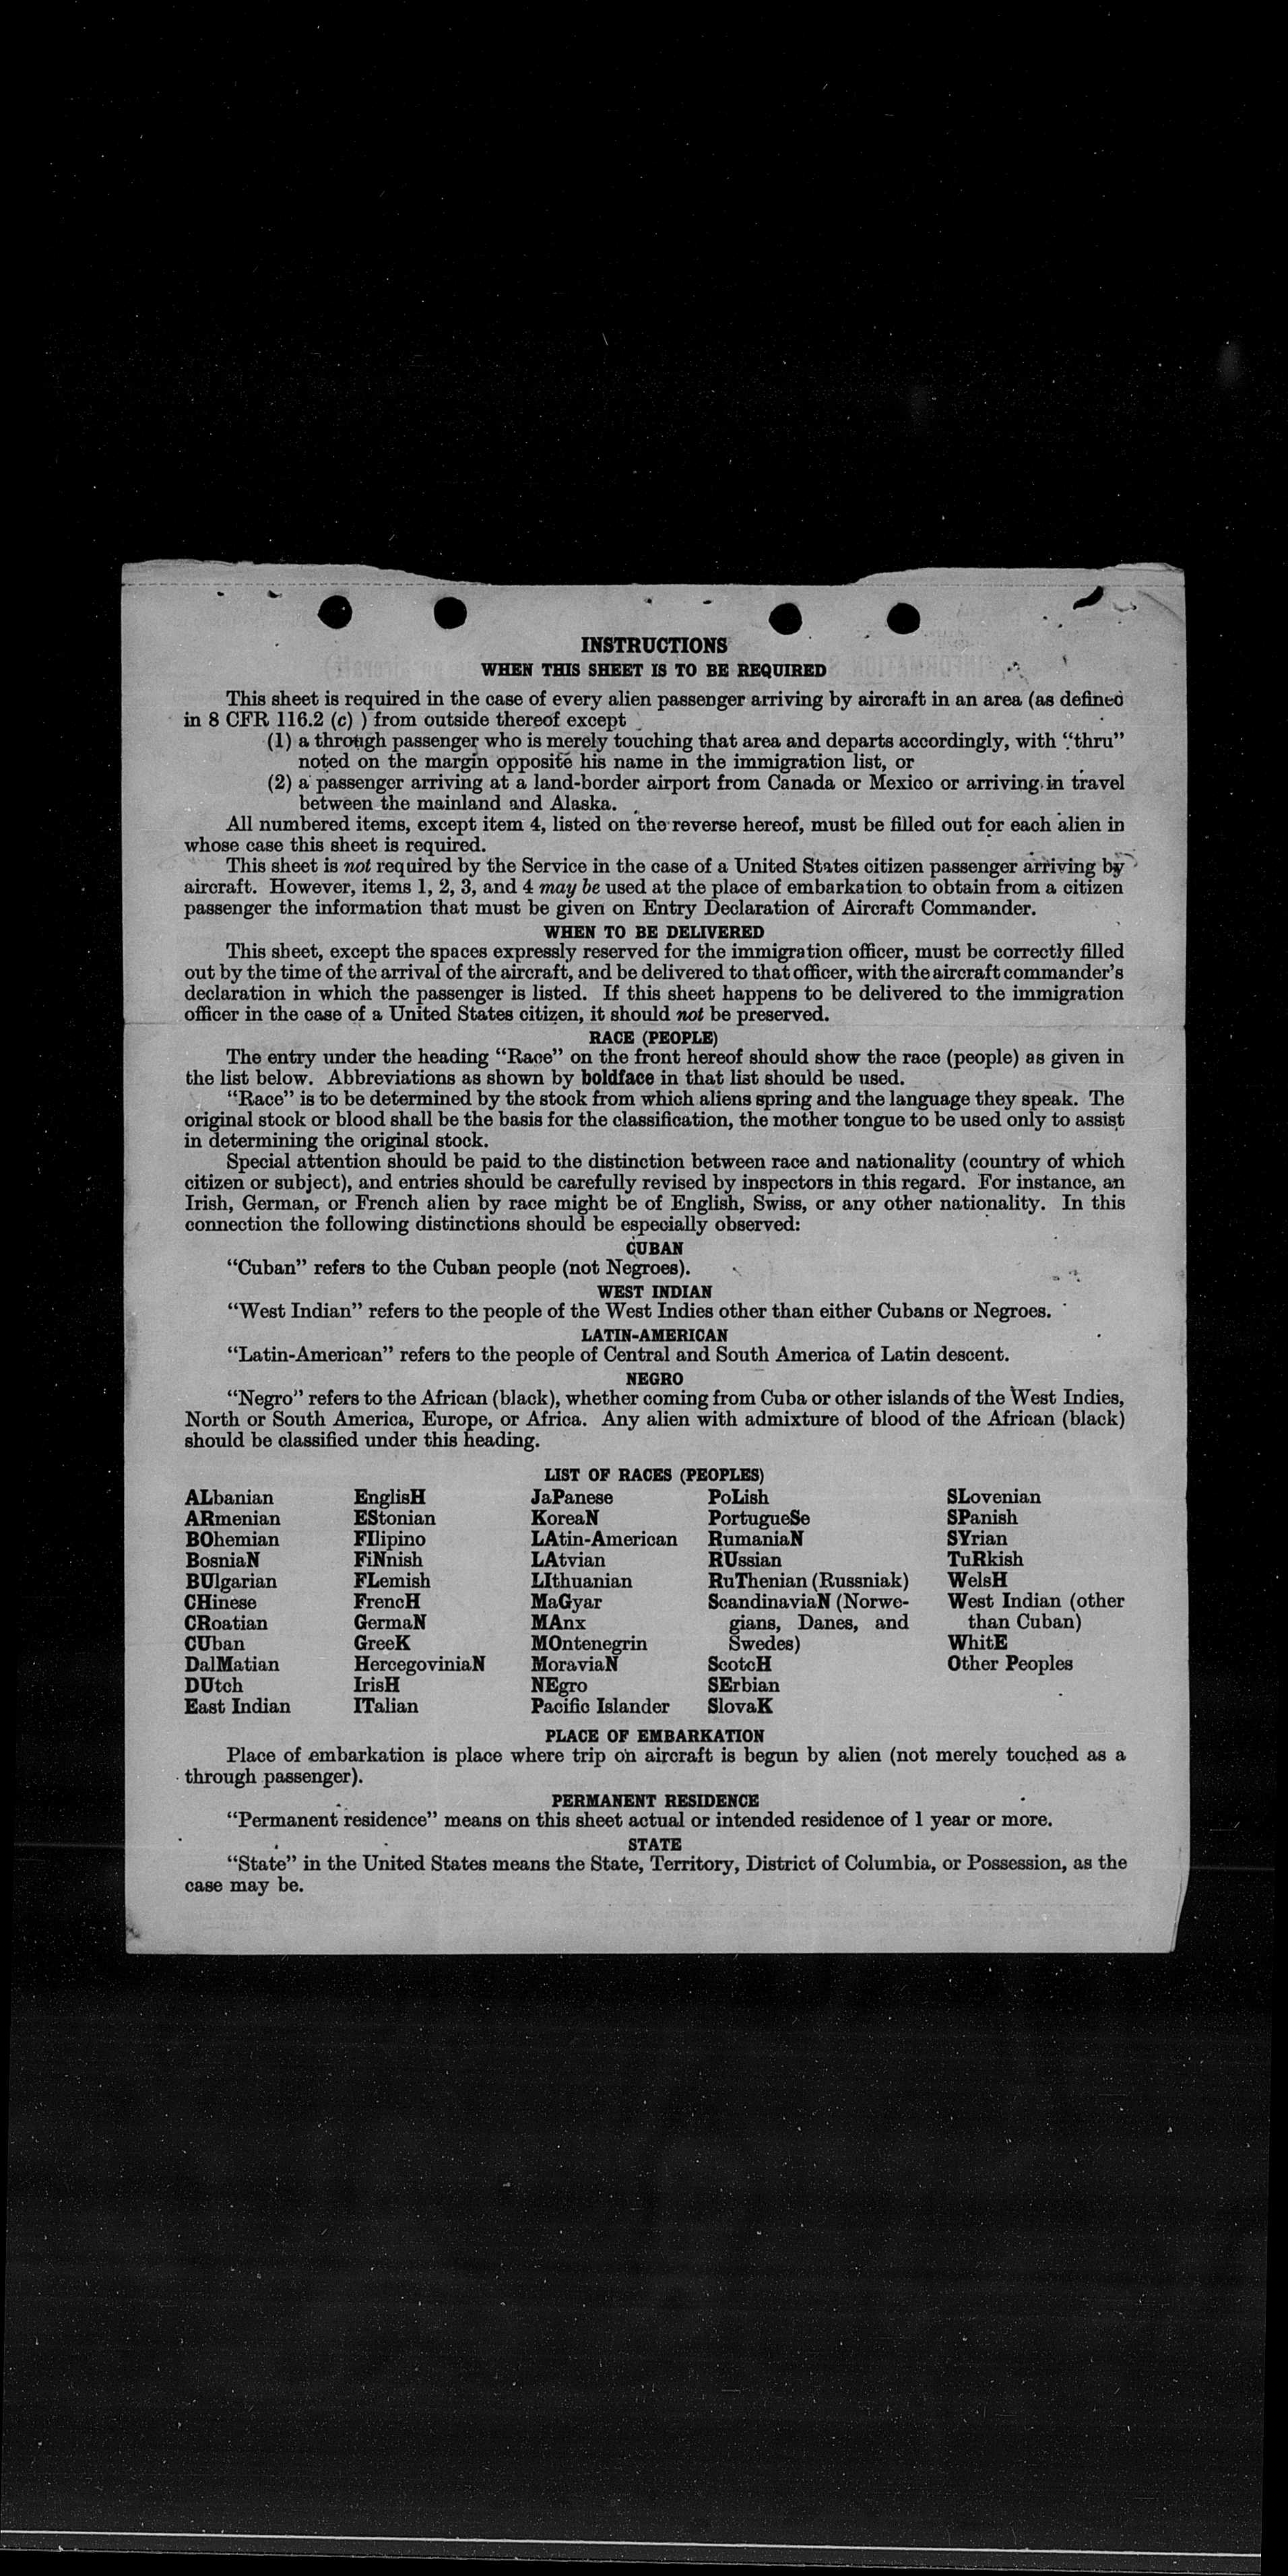 INSTRUCTIONS
WHEN THIS SHEET IS TO BE REQUIRED
This sheet is required in the case of every alien passenger arriving by aircraft in an area (as defined
in 8 CFR 116.2 (c) ) from outside thereof except
(1) a through passenger who is merely touching that area and departs accordingly, with “thru”
noted on the margin opposite his name in the immigration list, or
(2) a passenger arriving at a land-border airport from Canada or Mexico or arriving in travel
between the mainland and Alaska.
All numbered items, except item 4, listed on the reverse hereof, must be filled out for each alien in
whose case this sheet is required.
This sheet is not required by the Service in the case of a United States citizen passenger arriving by
aircraft. However, items 1, 2, 3, and 4 may be used at the place of embarkation to obtain from a citizen
passenger the information that must be given on Entry Declaration of Aircraft Commander.
WHEN TO BE DELIVERED
This sheet, except the spaces expressly reserved for the immigration officer, must be correctly filled
out by the time of the arrival of the aircraft, and be delivered to that officer, with the aircraft commander’s
declaration in which the passenger is listed. If this sheet happens to be delivered to the immigration
officer in the case of a United States citizen, it should not be preserved.
RACE (PEOPLE)
The entry under the heading “Race” on the front hereof should show the race (people) as given in
the list below. Abbreviations as shown by boldface in that list should be used.
“Race” is to be determined by the stock from which aliens spring and the language they speak. The
original stock or blood shall be the basis for the classification, the mother tongue to be used only to assist
in determining the original stock.
Special attention should be paid to the distinction between race and nationality (country of which
citizen or subject), and entries should be carefully revised by inspectors in this regard. For instance, an
Irish, German, or French alien by race might be of English, Swiss, or any other nationality. In this
connection the following distinctions should be especially observed:
CUBAN
“Cuban” refers to the Cuban people (not Negroes).
WEST INDIAN
“West Indian” refers to the people of the West Indies other than either Cubans or Negroes.
LATIN-AMERICAN
“Latin-American” refers to the people of Central and South America of Latin descent.
NEGRO
“Negro” refers to the African (black), whether coming from Cuba or other islands of the West Indies,
North or South America, Europe, or Africa. Any alien with admixture of blood of the African (black)
should be classified under this heading.
LIST OF RACES (PEOPLES)
ALbanian
ARmenian
BOhemian
BosniaN
BUlgarian
CHinese
CRoatian
CUban
DalMatian
DUtch
East Indian
EnglisH
EStonian
FIlipino
FiNnish
FLemish
FrencH
GermaN
GreeK
HercegoviniaN
IrisH
ITalian
JaPanese
KoreaN
LAtin-American
LAtvian
LIthuanian
MaGyar
MAnx
MOntenegrin
MoraviaN
NEgro
Pacific Islander
PoLish
PortugueSe
RumaniaN
RUssian
RuThenian (Russniak)
ScandinaviaN (Norwe-
gians, Danes, and
Swedes)
ScotcH
SErbian
SlovaK
SLovenian
SPanish
SYrian
TuRkish
WelsH
West Indian (other
than Cuban)
WhitE
Other Peoples
PLACE OF EMBARKATION
Place of embarkation is place where trip on aircraft is begun by alien (not merely touched as a
through passenger).
PERMANENT RESIDENCE
“Permanent residence” means on this sheet actual or intended residence of 1 year or more.
STATE
“State” in the United States means the State, Territory, District of Columbia, or Possession, as the
case may be.